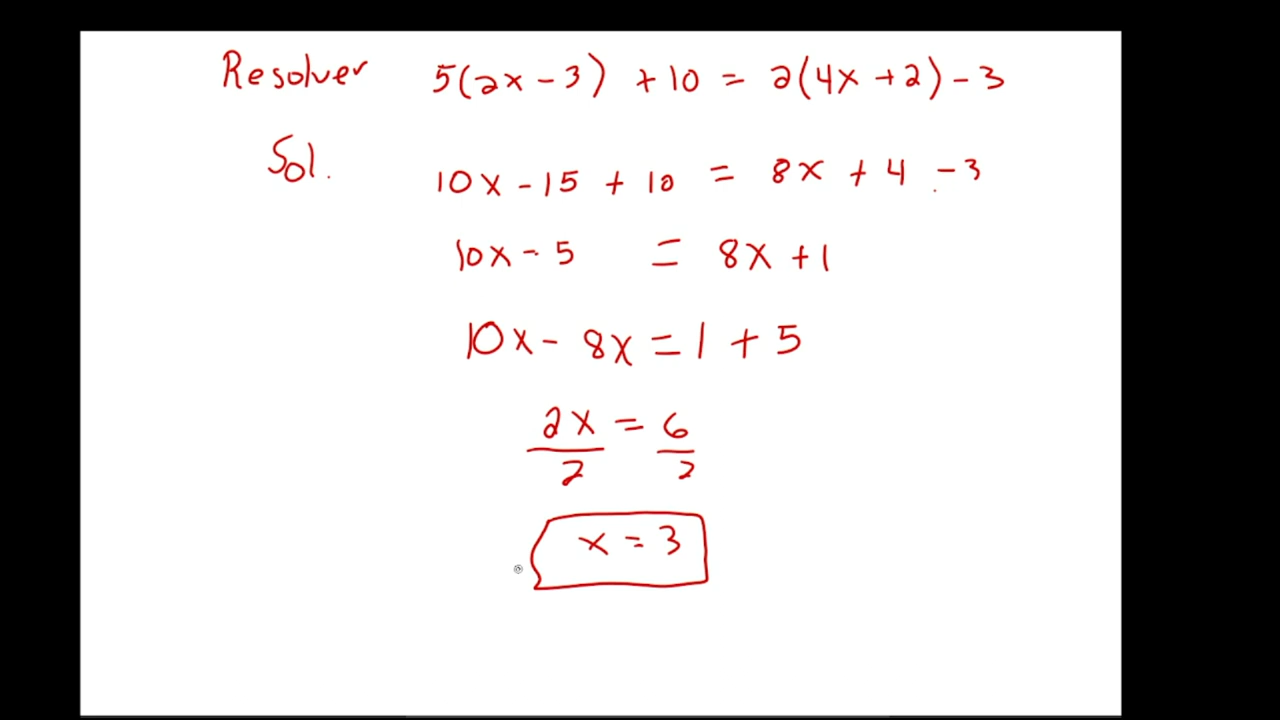 Resolver 5(2x - 3) + 10 = 2(4x + 2) - 3
Sol. 10x - 15 + 10 = 8x + 4 - 3
10x - 5 = 8x + 1
10x - 8x = 1 + 5
2x = 6
2 2
x = 3